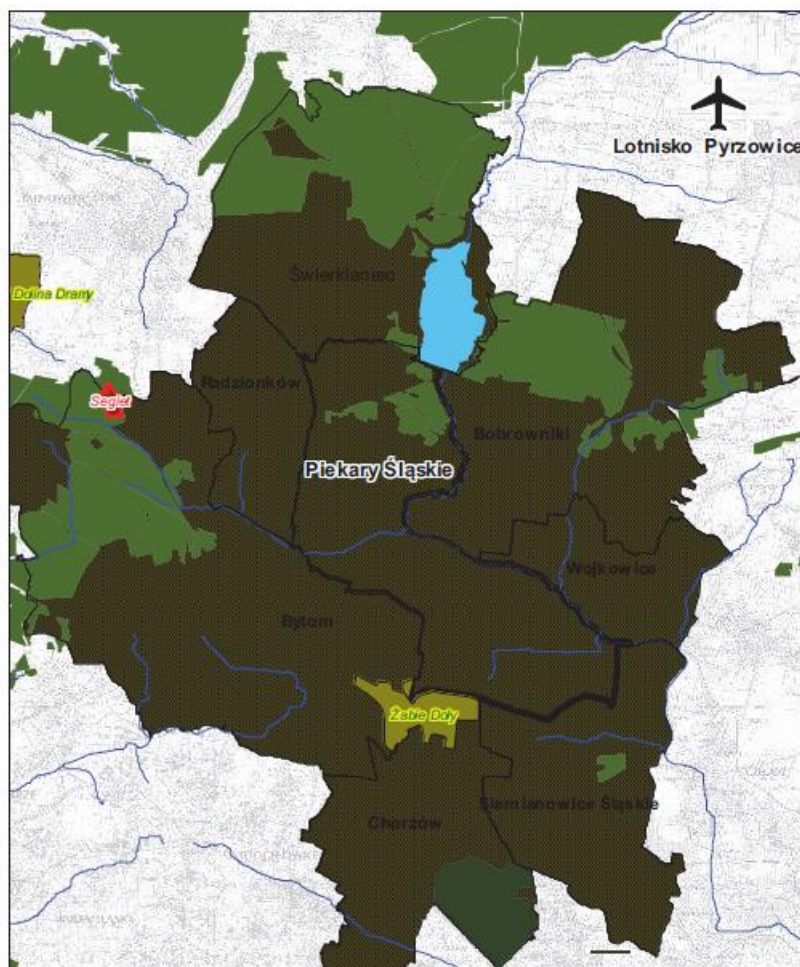 Lotnisko Pyrzowice
Świerklaniec
Dolina Dramy
Radzionków
Segiet
Bobrowniki
Piekary Śląskie
Wojkowice
Bytom
Żabie Doły
Siemianowice Śląskie
Chorzów